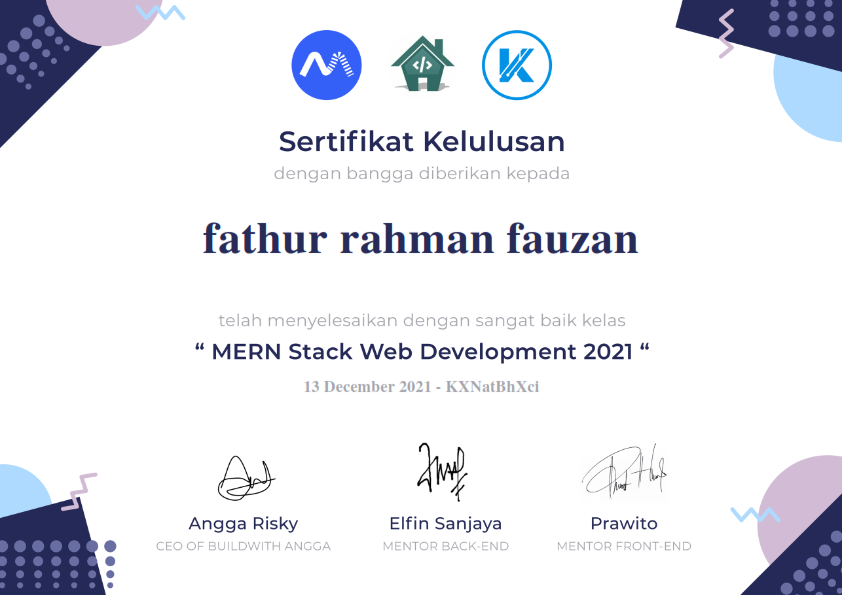 Sertifikat Kelulusan
dengan bangga diberikan kepada
fathur rahman fauzan
telah menyelesaikan dengan sangat baik kelas
“ MERN Stack Web Development 2021 “
13 December 2021 - KXNatBhXci
Angga Risky
CEO OF BUILDWITH ANGGA
Elfin Sanjaya
MENTOR BACK-END
Prawito
MENTOR FRONT-END